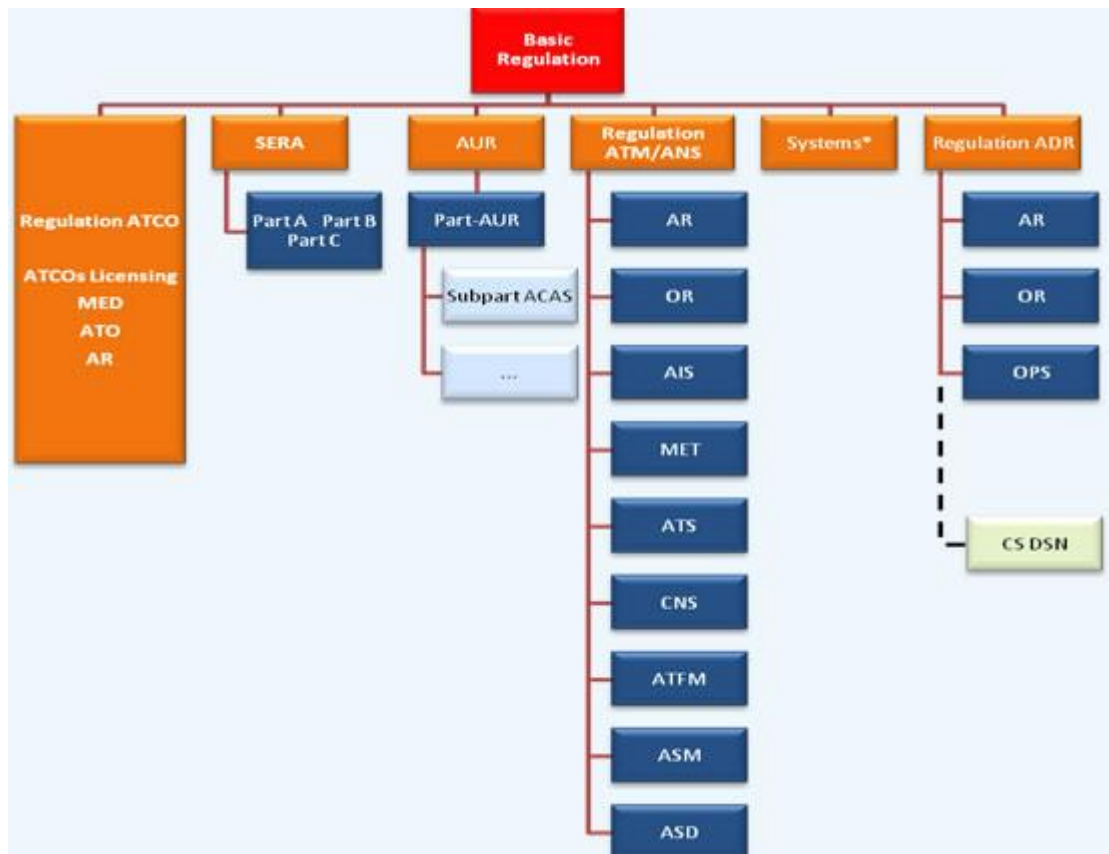 Basic
Regulation
Regulation ATCO
ATCOs Licensing
MED
ATO
AR
SERA
Part A Part B
Part C
AUR
Part-AUR
Subpart ACAS
...
Regulation
ATM/ANS
AR
OR
AIS
MET
ATS
CNS
ATFM
ASM
ASD
Systems*
Regulation ADR
AR
OR
OPS
CS DSN